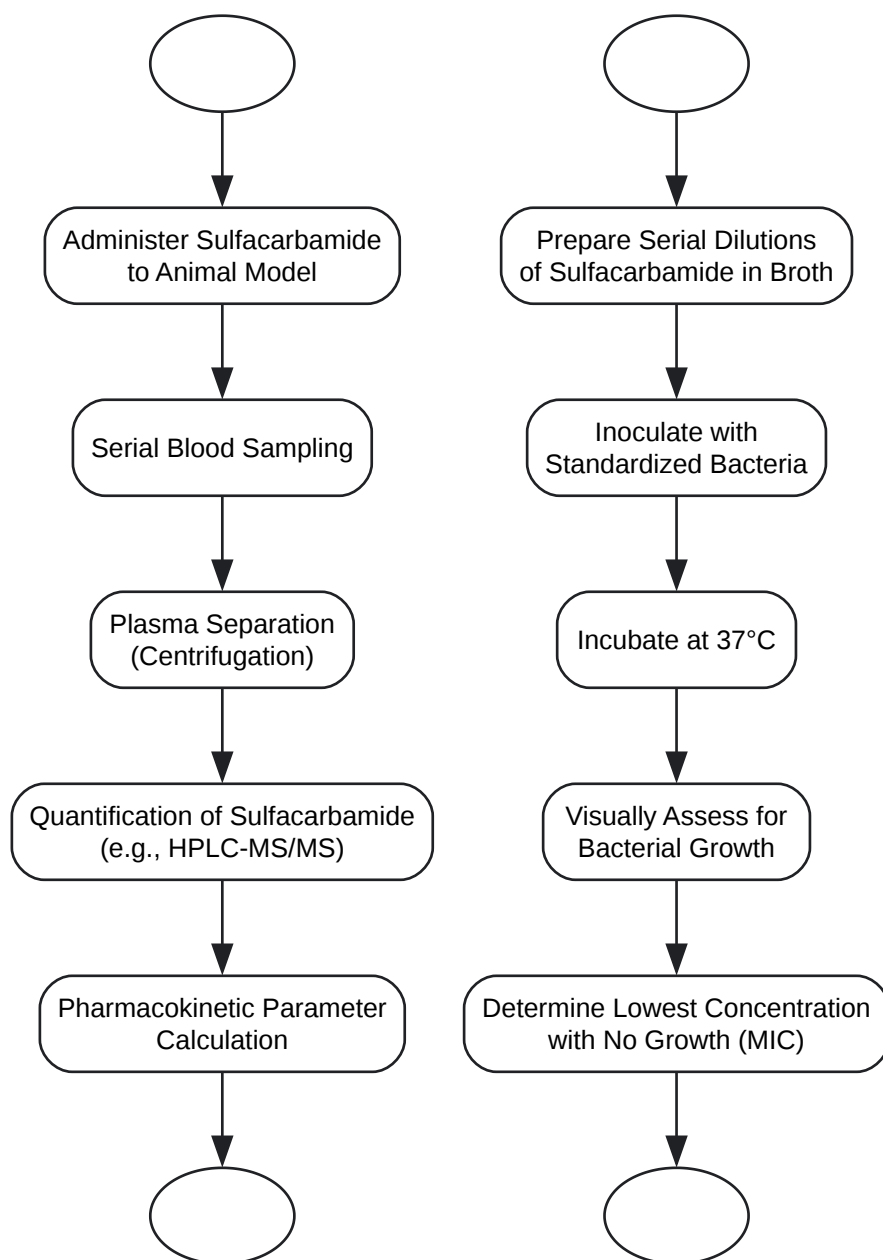 Administer Sulfacarbamide
to Animal Model
Serial Blood Sampling
Plasma Separation
(Centrifugation)
Quantification of Sulfacarbamide
(e.g., HPLC-MS/MS)
Pharmacokinetic Parameter
Calculation
Prepare Serial Dilutions
of Sulfacarbamide in Broth
Inoculate with
Standardized Bacteria
Incubate at 37°C
Visually Assess for
Bacterial Growth
Determine Lowest Concentration
with No Growth (MIC)